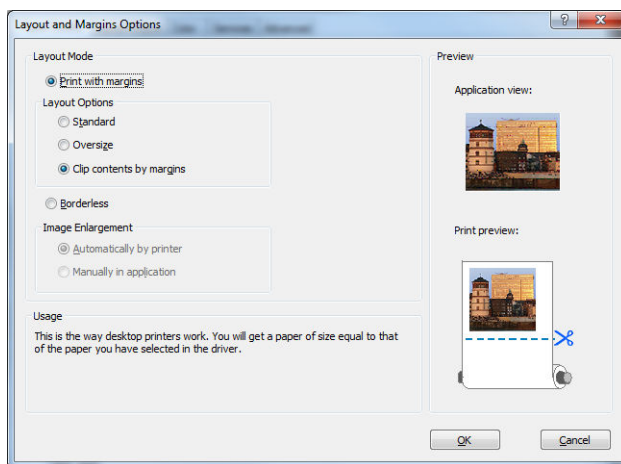 Layout and Margins Options
Layout Mode
Print with margins
Layout Options
Standard
Oversize
Clip contents by margins
Borderless
Image Enlargement
Automatically by printer
Manually in application
Usage
This is the way desktop printers work. You will get a paper of size equal to that
of the paper you have selected in the driver.
Preview
Application view:
Print preview:
OK
Cancel